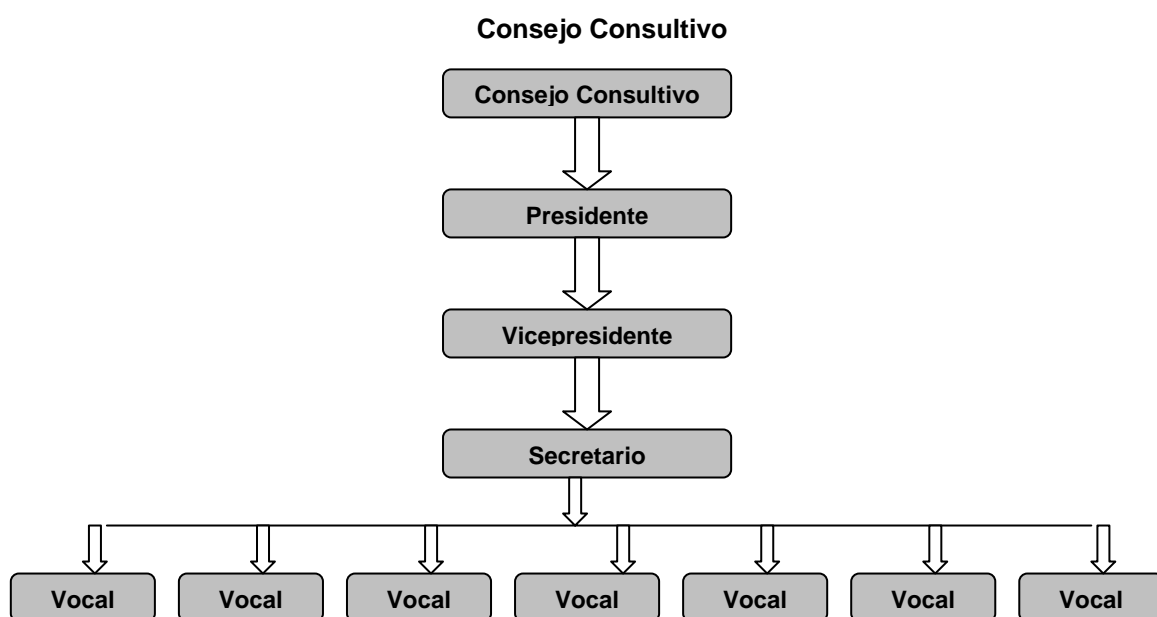 Consejo Consultivo
Consejo Consultivo
Presidente
Vicepresidente
Secretario
Vocal Vocal Vocal Vocal Vocal Vocal Vocal